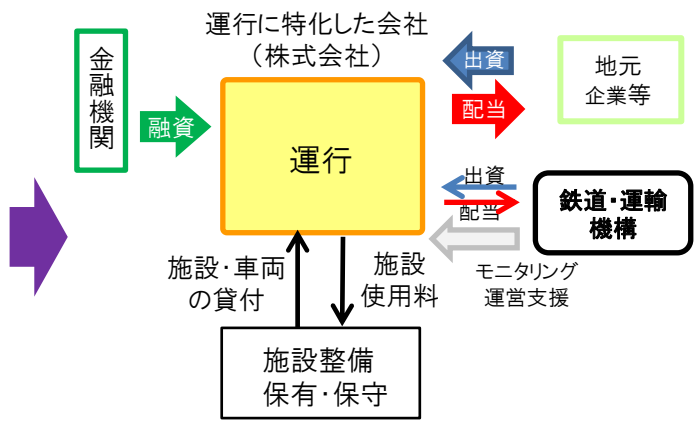 運行に特化した会社
（株式会社）
金融機関
融資
運行
出資
配当
地元
企業等
出資
配当
鉄道・運輸
機構
モニタリング
運営支援
施設・車両
の貸付
施設
使用料
施設整備
保有・保守